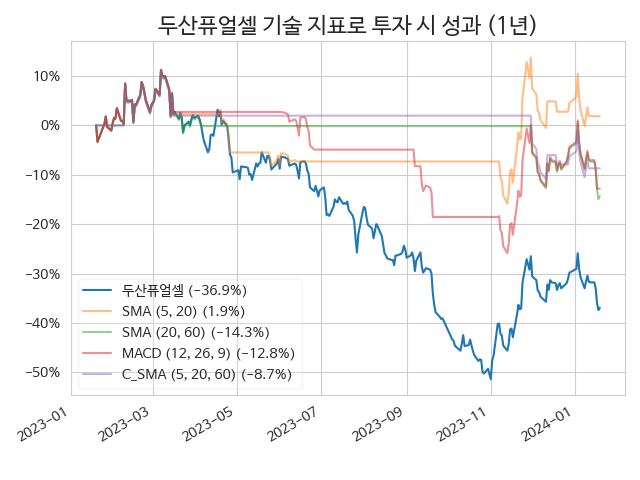 두산퓨얼셀 기술 지표로 투자 시 성과 (1년)
10%
0%
−10%
−20%
−30%
−40%
−50%
두산퓨얼셀 (−36.9%)
SMA (5, 20) (1.9%)
SMA (20, 60) (−14.3%)
MACD (12, 26, 9) (−12.8%)
C_SMA (5, 20, 60) (−8.7%)
2023−01
2023−03
2023−05
2023−07
2023−09
2023−11
2024−01